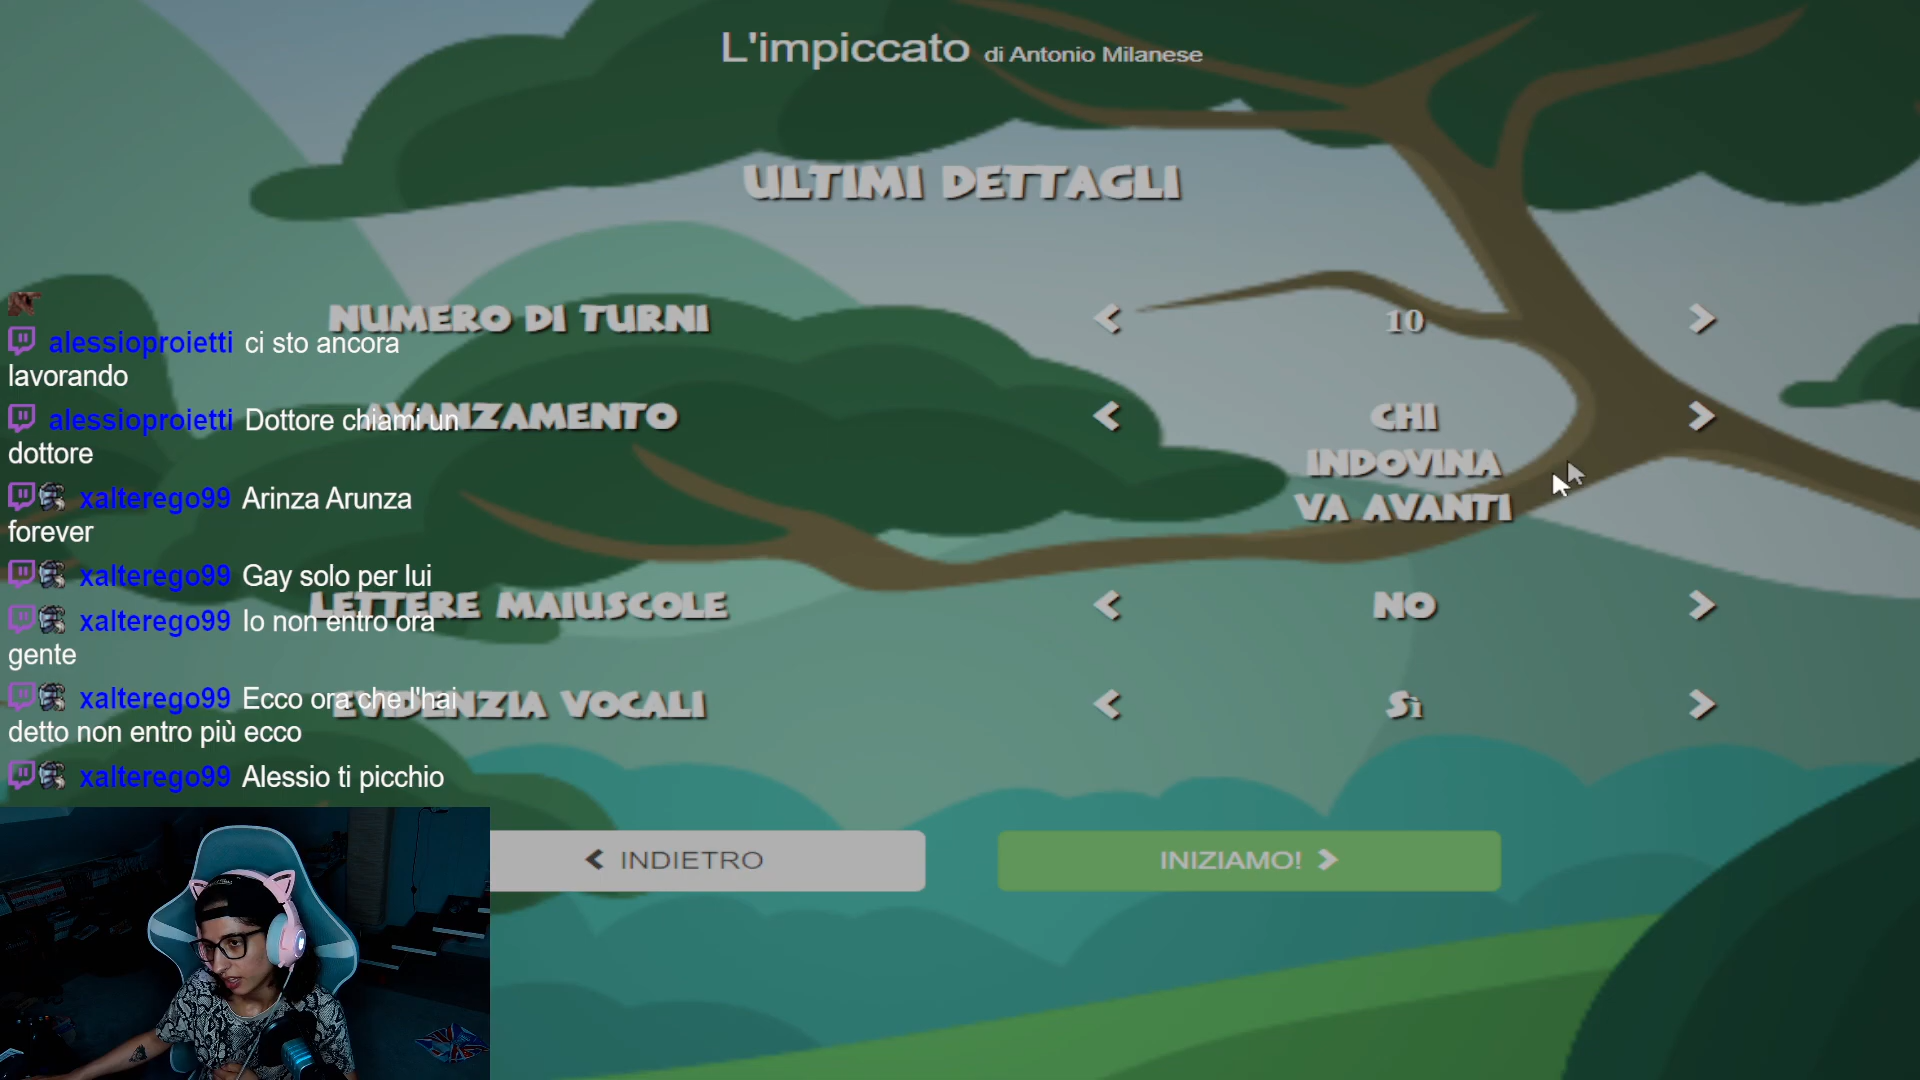 L'impiccato di Antonio Milanese
ULTIMI DETTAGLI
NUMERO DI TURNI
10
AVANZAMENTO
CHI
INDOVINA
VA AVANTI
LETTERE MAIUSCOLE
NO
EVIDENZIA VOCALI
Sì
INDIETRO
INIZIAMO!
alessioproietti ci sto ancora
lavorando
alessioproietti Dottore chiami un
dottore
xalterego99 Arinza Arunza
forever
xalterego99 Gay solo per lui
xalterego99 Io non entro ora
gente
xalterego99 Ecco ora che l'hai
detto non entro più ecco
xalterego99 Alessio ti picchio